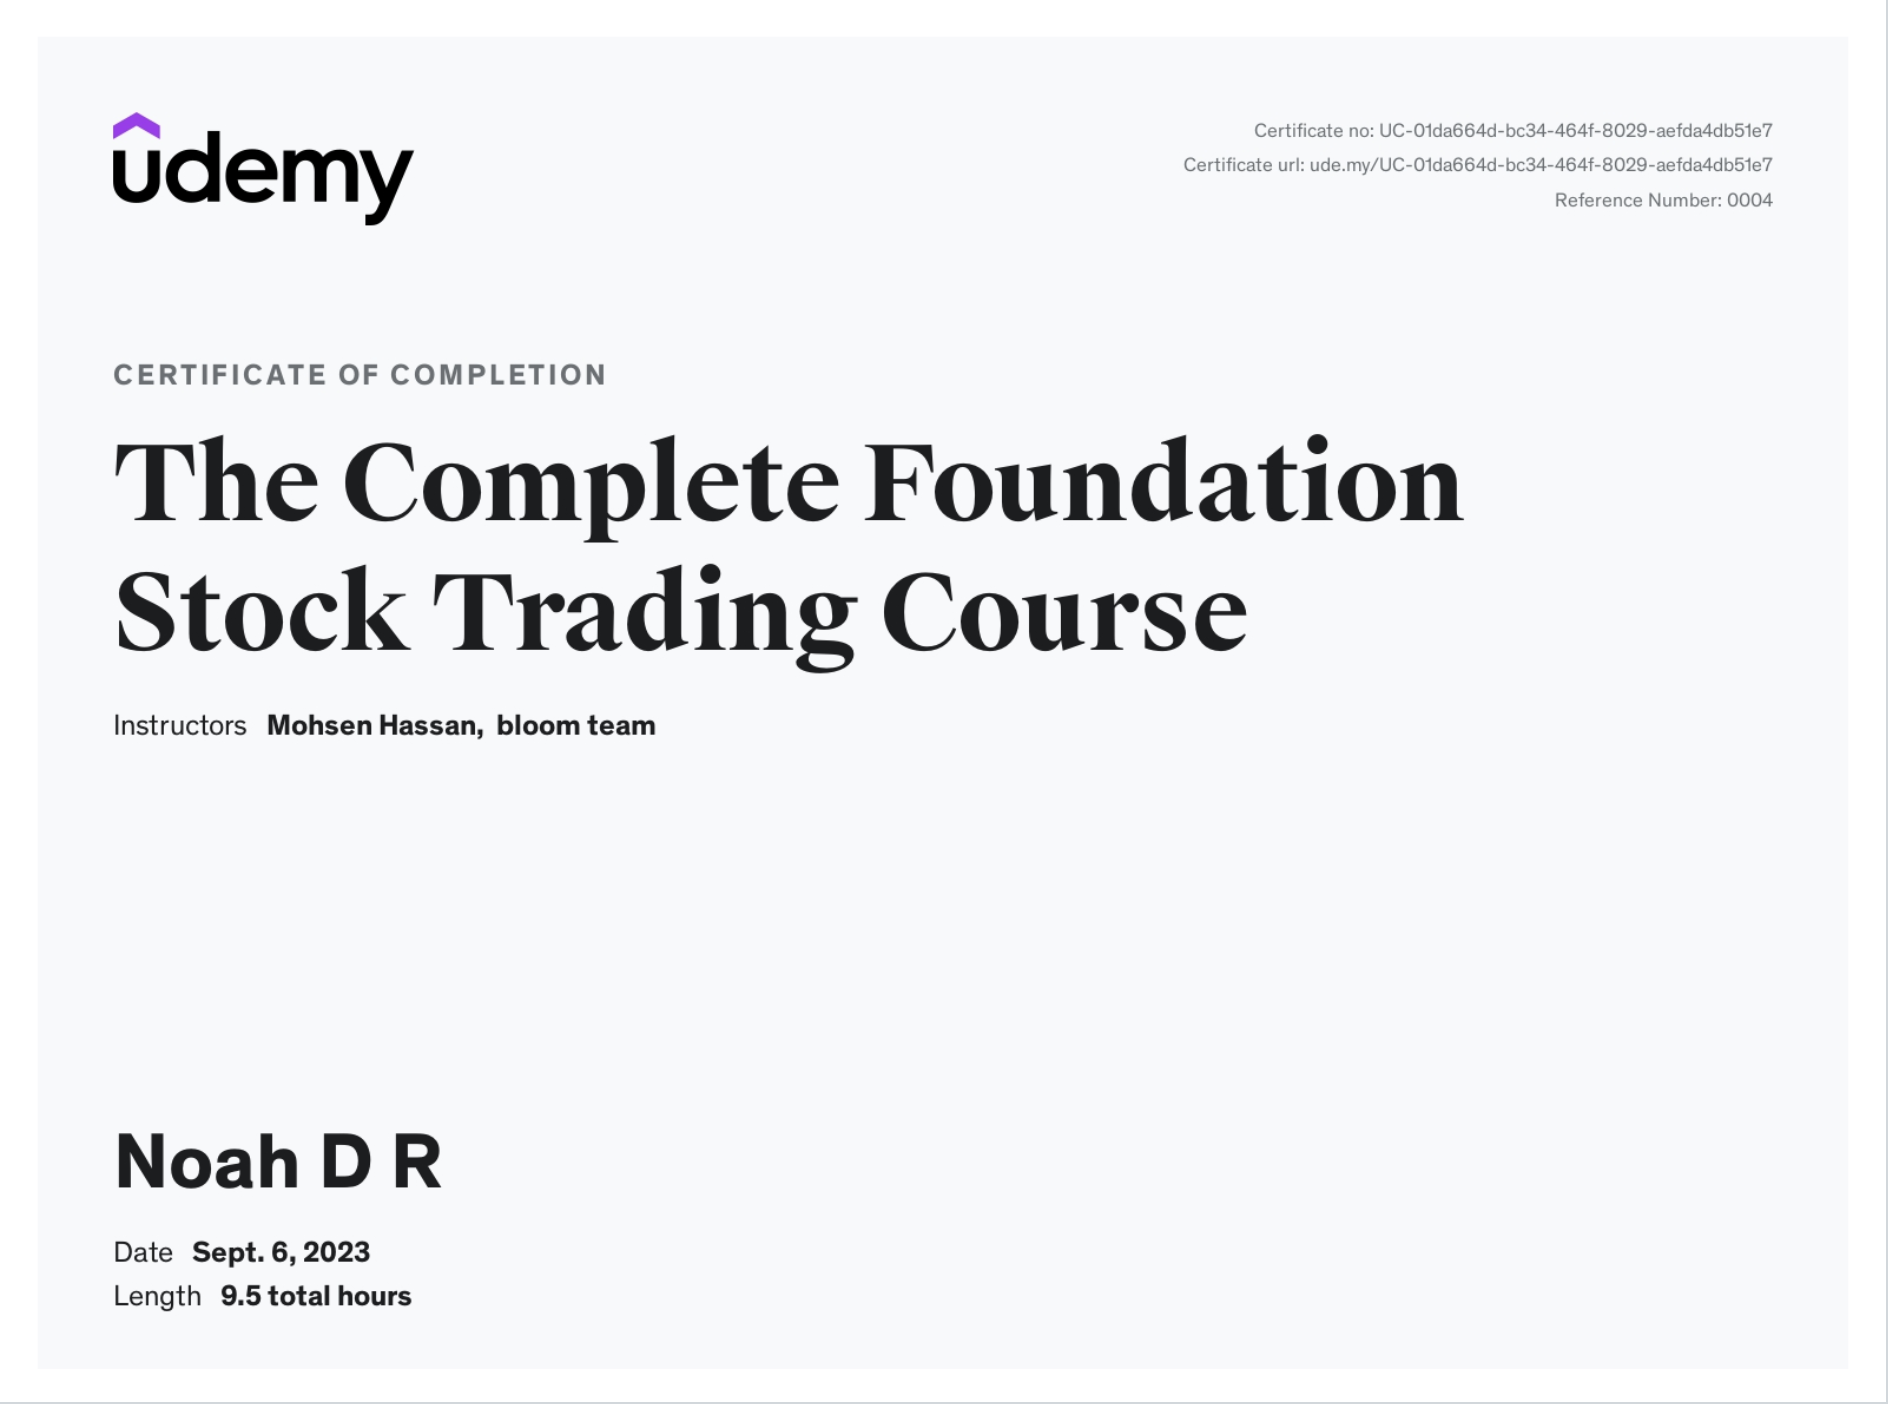 udemy
Certificate no: UC-01da664d-bc34-464f-8029-aefda4db51e7
Certificate url: ude.my/UC-01da664d-bc34-464f-8029-aefda4db51e7
Reference Number: 0004
CERTIFICATE OF COMPLETION
The Complete Foundation
Stock Trading Course
Instructors Mohsen Hassan, bloom team
Noah D R
Date Sept. 6, 2023
Length 9.5 total hours